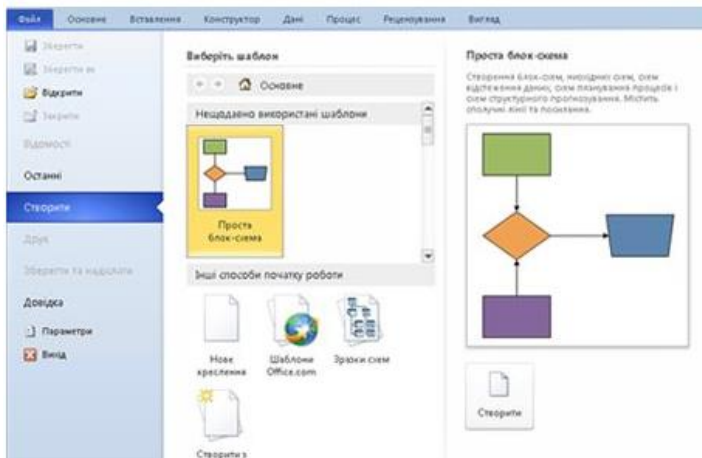 Файл Основне Вставлення Конструктор Дані Процес Рецензування Вигляд
Зберегти
Зберегти як
Відкрити
Закрити
Відомості
Останні
Створити
Друк
Зберегти та надіслати
Довідка
Параметри
Вихід
Виберіть шаблон
Основне
Нещодавно використані шаблони
Проста
блок-схема
Інші способи початку роботи
Нове
креслення
Шаблони
Office.com
Зразки схем
Створити з
Проста блок-схема
Створення блок-схем, низхідних схем, схем
відстеження даних, схем планування процесів і
схем структурного прогнозування. Містить
сполучні лінії та посилання.
Створити